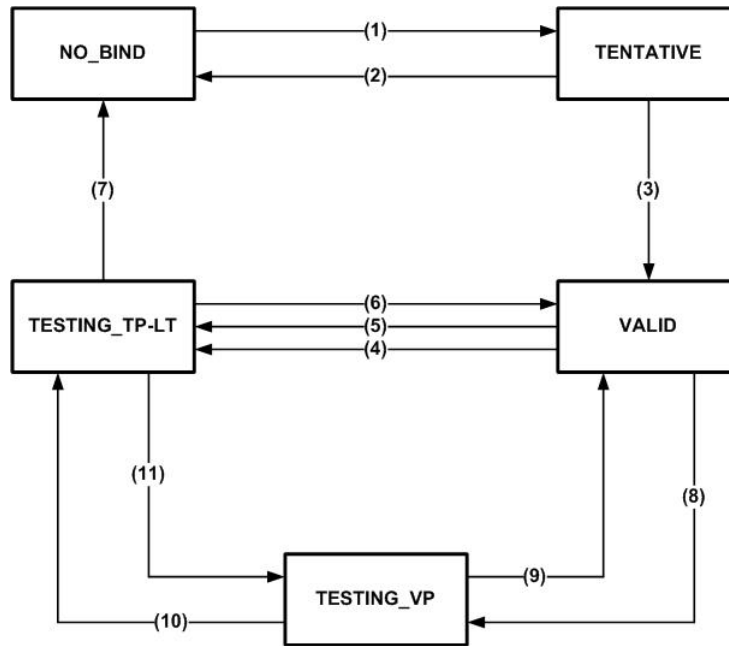 (1)
NO_BIND
TENTATIVE
(2)
(7)
(3)
(6)
TESTING_TP-LT
(5)
VALID
(4)
(11)
(8)
(9)
TESTING_VP
(10)